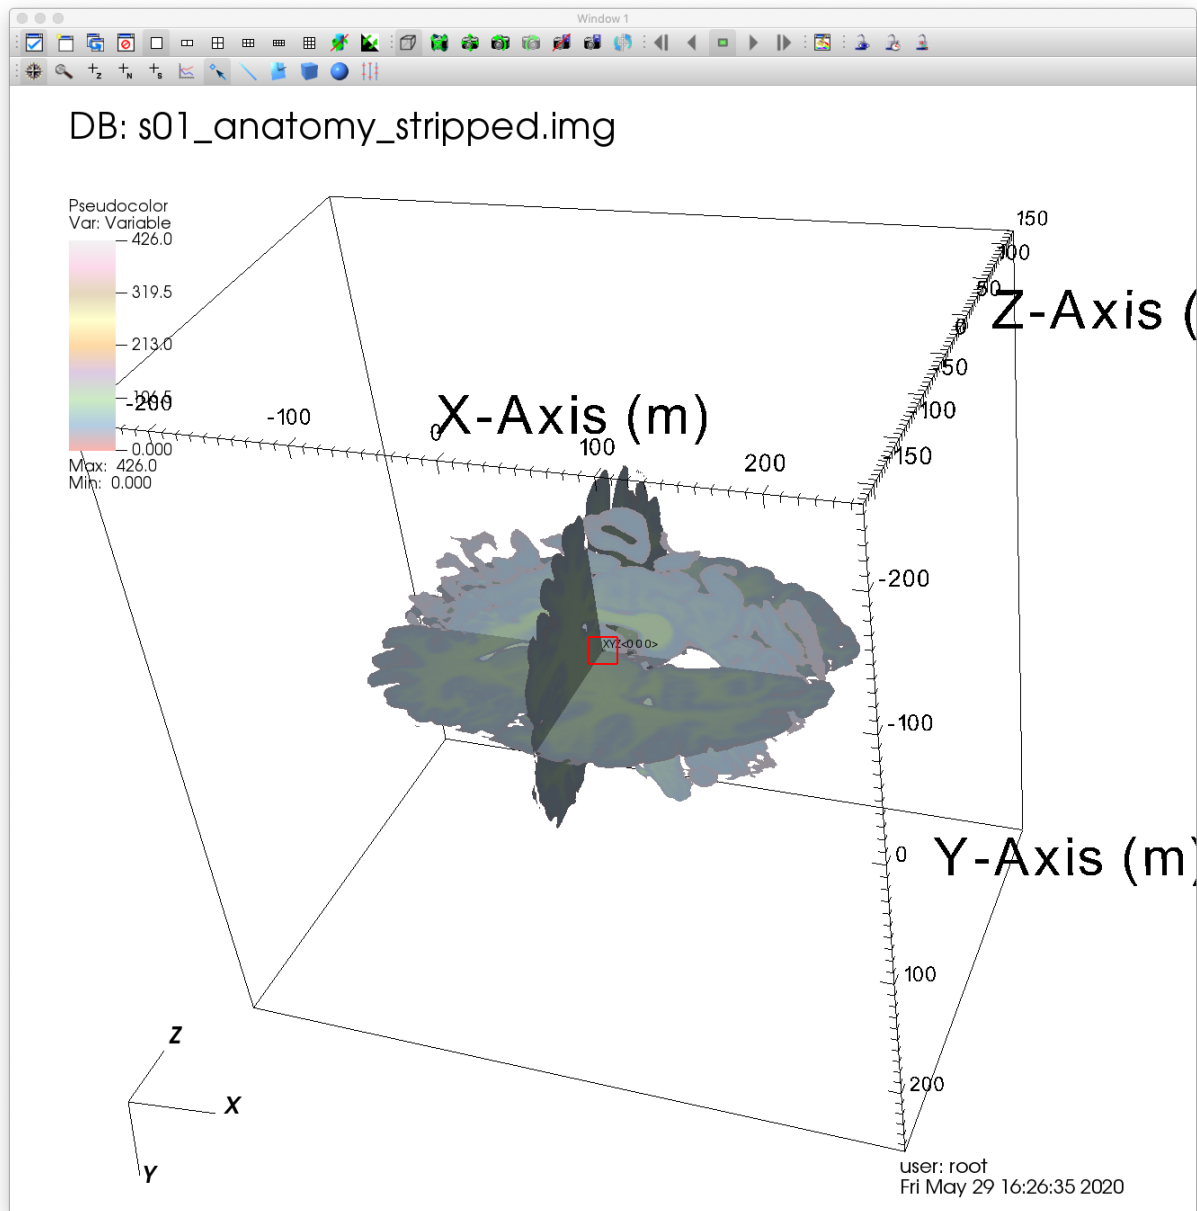 Window 1
DB: s01_anatomy_stripped.img
Pseudocolor
Var: Variable
426.0
319.5
213.0
106.5
0.000
Max: 426.0
Min: 0.000
-200
-100
0
100
200
X-Axis (m)
150
100
50
0
-50
-100
-150
Z-Axis (
-200
-100
0
100
200
Y-Axis (m)
XYZ<0 0 0>
Z
X
Y
user: root
Fri May 29 16:26:35 2020